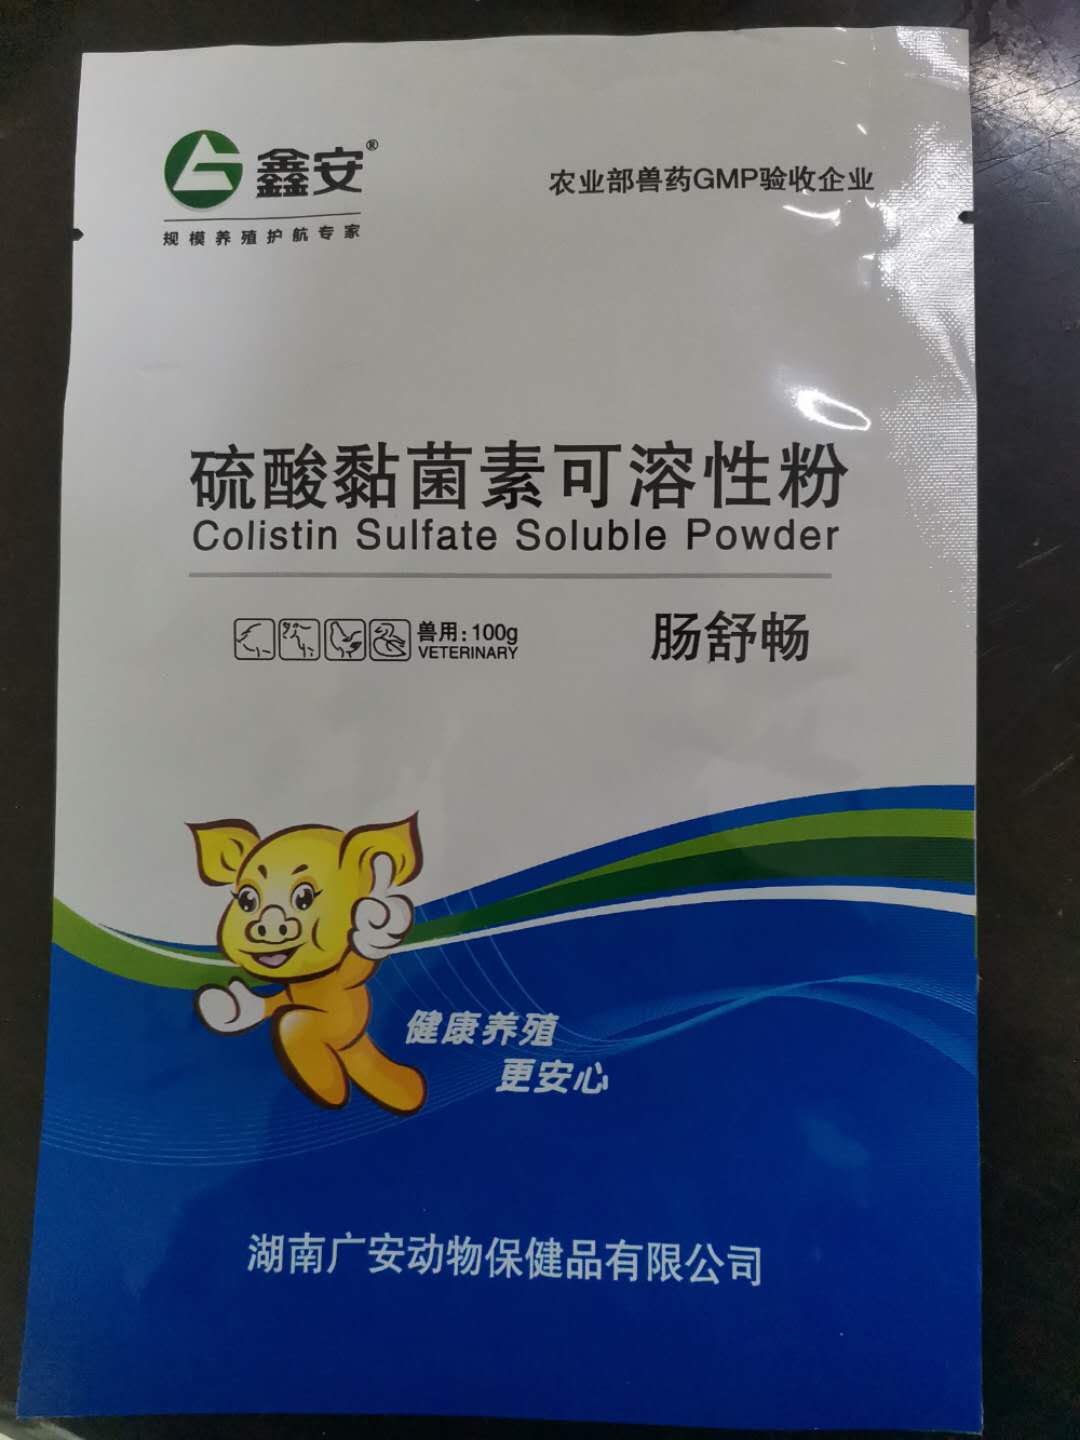 鑫安®
规模养殖护航专家
农业部兽药GMP验收企业
硫酸黏菌素可溶性粉
Colistin Sulfate Soluble Powder
兽用:100g
VETERINARY
肠舒畅
健康养殖
更安心
湖南广安动物保健品有限公司